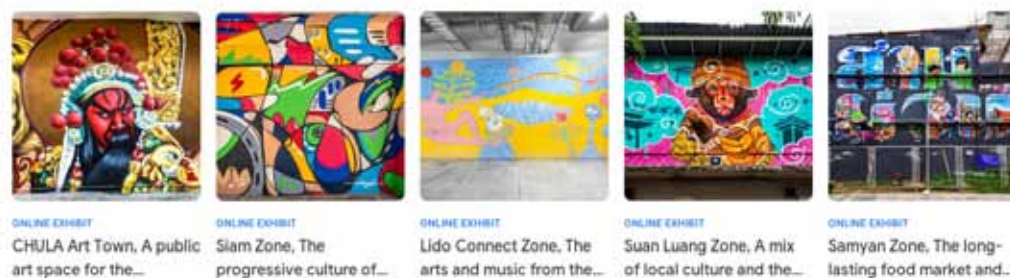 ONLINE EXHIBIT
CHULA Art Town, A public
art space for the...
ONLINE EXHIBIT
Siam Zone, The
progressive culture of...
ONLINE EXHIBIT
Lido Connect Zone, The
arts and music from the...
ONLINE EXHIBIT
Suan Luang Zone, A mix
of local culture and the...
ONLINE EXHIBIT
Samyan Zone, The long-
lasting food market and...